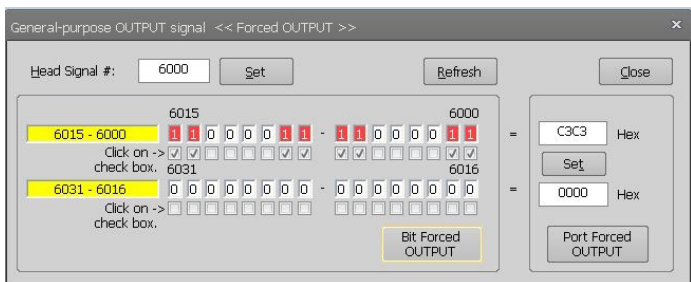 General-purpose OUTPUT signal << Forced OUTPUT >> ×
Head Signal #: 6000 Set Refresh Close
6015 6000
6015 - 6000 1 1 0 0 0 0 1 1 - 1 1 0 0 0 0 1 1 = C3C3 Hex
Click on ->
check box. Set
6031 6016
6031 - 6016 0 0 0 0 0 0 0 0 - 0 0 0 0 0 0 0 0 = 0000 Hex
Click on ->
check box.
Bit Forced
OUTPUT
Port Forced
OUTPUT